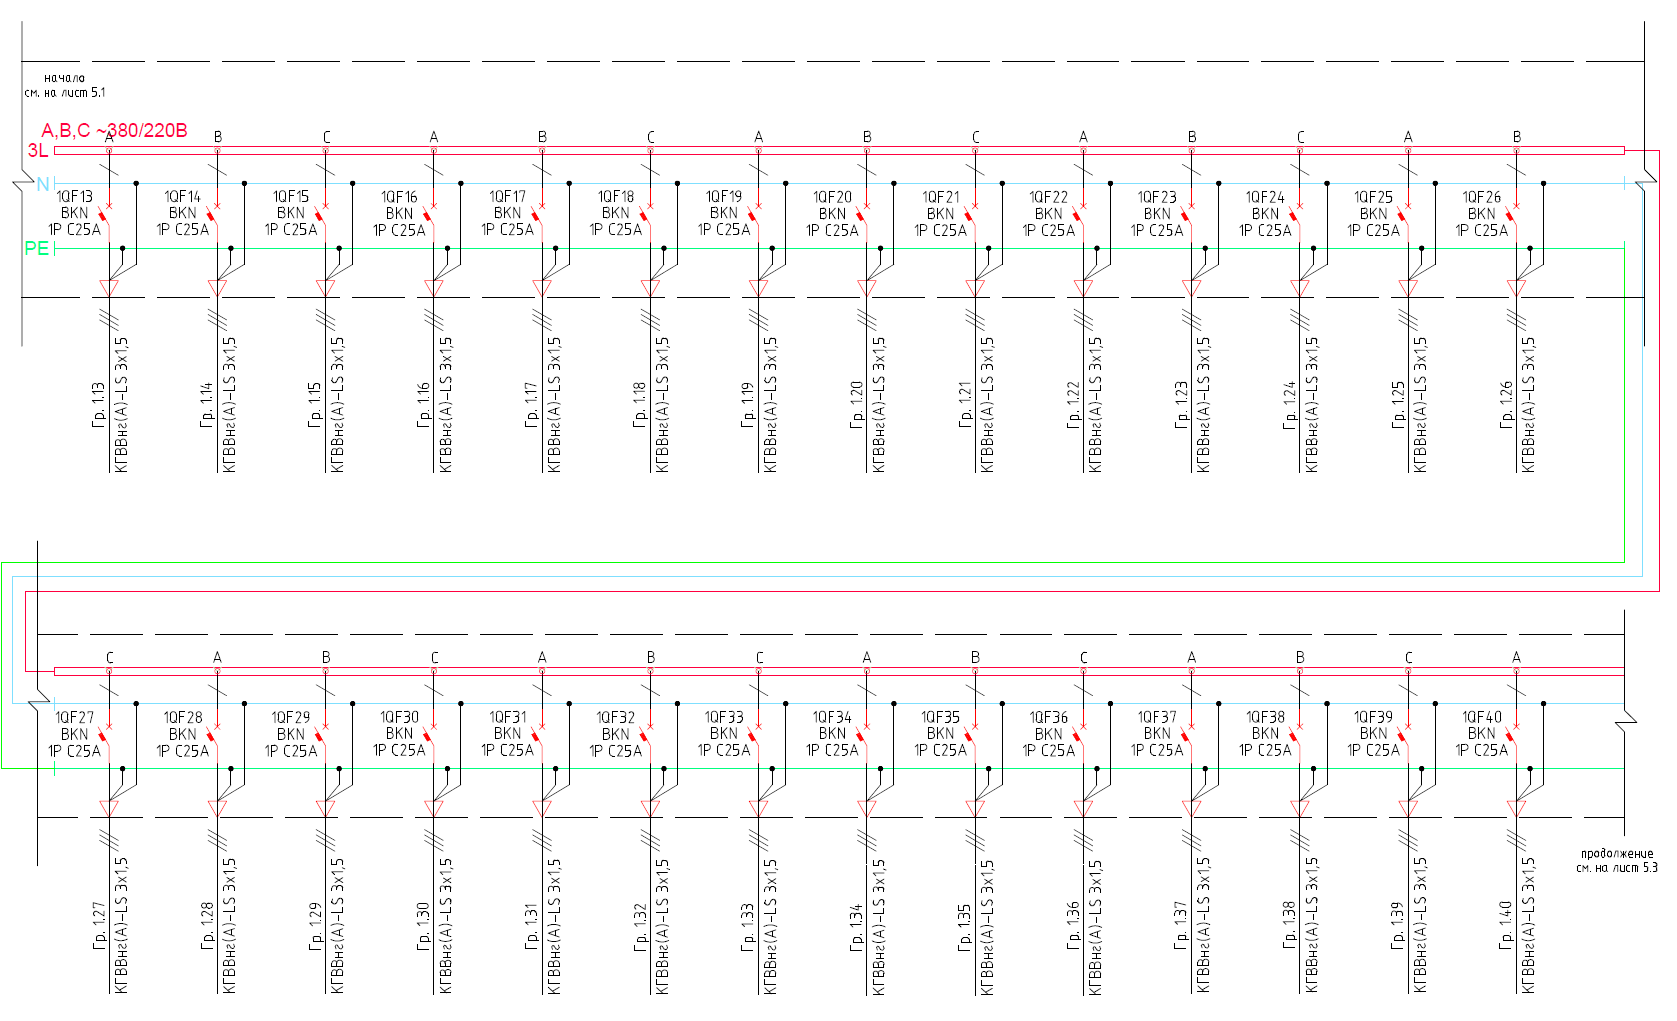 начало
см. на лист 5.1
A,B,C ~380/220В
3L
A B C A B C A B C A B C A B
N
1QF13 1QF14 1QF15 1QF16 1QF17 1QF18 1QF19 1QF20 1QF21 1QF22 1QF23 1QF24 1QF25 1QF26
BKN BKN BKN BKN BKN BKN BKN BKN BKN BKN BKN BKN BKN BKN
1P C25A 1P C25A 1P C25A 1P C25A 1P C25A 1P C25A 1P C25A 1P C25A 1P C25A 1P C25A 1P C25A 1P C25A 1P C25A 1P C25A
PE
Гр. 1.13
КГВВнг(А)-LS 3х1,5
Гр. 1.14
КГВВнг(А)-LS 3х1,5
Гр. 1.15
КГВВнг(А)-LS 3х1,5
Гр. 1.16
КГВВнг(А)-LS 3х1,5
Гр. 1.17
КГВВнг(А)-LS 3х1,5
Гр. 1.18
КГВВнг(А)-LS 3х1,5
Гр. 1.19
КГВВнг(А)-LS 3х1,5
Гр. 1.20
КГВВнг(А)-LS 3х1,5
Гр. 1.21
КГВВнг(А)-LS 3х1,5
Гр. 1.22
КГВВнг(А)-LS 3х1,5
Гр. 1.23
КГВВнг(А)-LS 3х1,5
Гр. 1.24
КГВВнг(А)-LS 3х1,5
Гр. 1.25
КГВВнг(А)-LS 3х1,5
Гр. 1.26
КГВВнг(А)-LS 3х1,5
C A B C A B C A B C A B C A
1QF27 1QF28 1QF29 1QF30 1QF31 1QF32 1QF33 1QF34 1QF35 1QF36 1QF37 1QF38 1QF39 1QF40
BKN BKN BKN BKN BKN BKN BKN BKN BKN BKN BKN BKN BKN BKN
1P C25A 1P C25A 1P C25A 1P C25A 1P C25A 1P C25A 1P C25A 1P C25A 1P C25A 1P C25A 1P C25A 1P C25A 1P C25A 1P C25A
Гр. 1.27
КГВВнг(А)-LS 3х1,5
Гр. 1.28
КГВВнг(А)-LS 3х1,5
Гр. 1.29
КГВВнг(А)-LS 3х1,5
Гр. 1.30
КГВВнг(А)-LS 3х1,5
Гр. 1.31
КГВВнг(А)-LS 3х1,5
Гр. 1.32
КГВВнг(А)-LS 3х1,5
Гр. 1.33
КГВВнг(А)-LS 3х1,5
Гр. 1.34
КГВВнг(А)-LS 3х1,5
Гр. 1.35
КГВВнг(А)-LS 3х1,5
Гр. 1.36
КГВВнг(А)-LS 3х1,5
Гр. 1.37
КГВВнг(А)-LS 3х1,5
Гр. 1.38
КГВВнг(А)-LS 3х1,5
Гр. 1.39
КГВВнг(А)-LS 3х1,5
Гр. 1.40
КГВВнг(А)-LS 3х1,5
продолжение
см. на лист 5.3